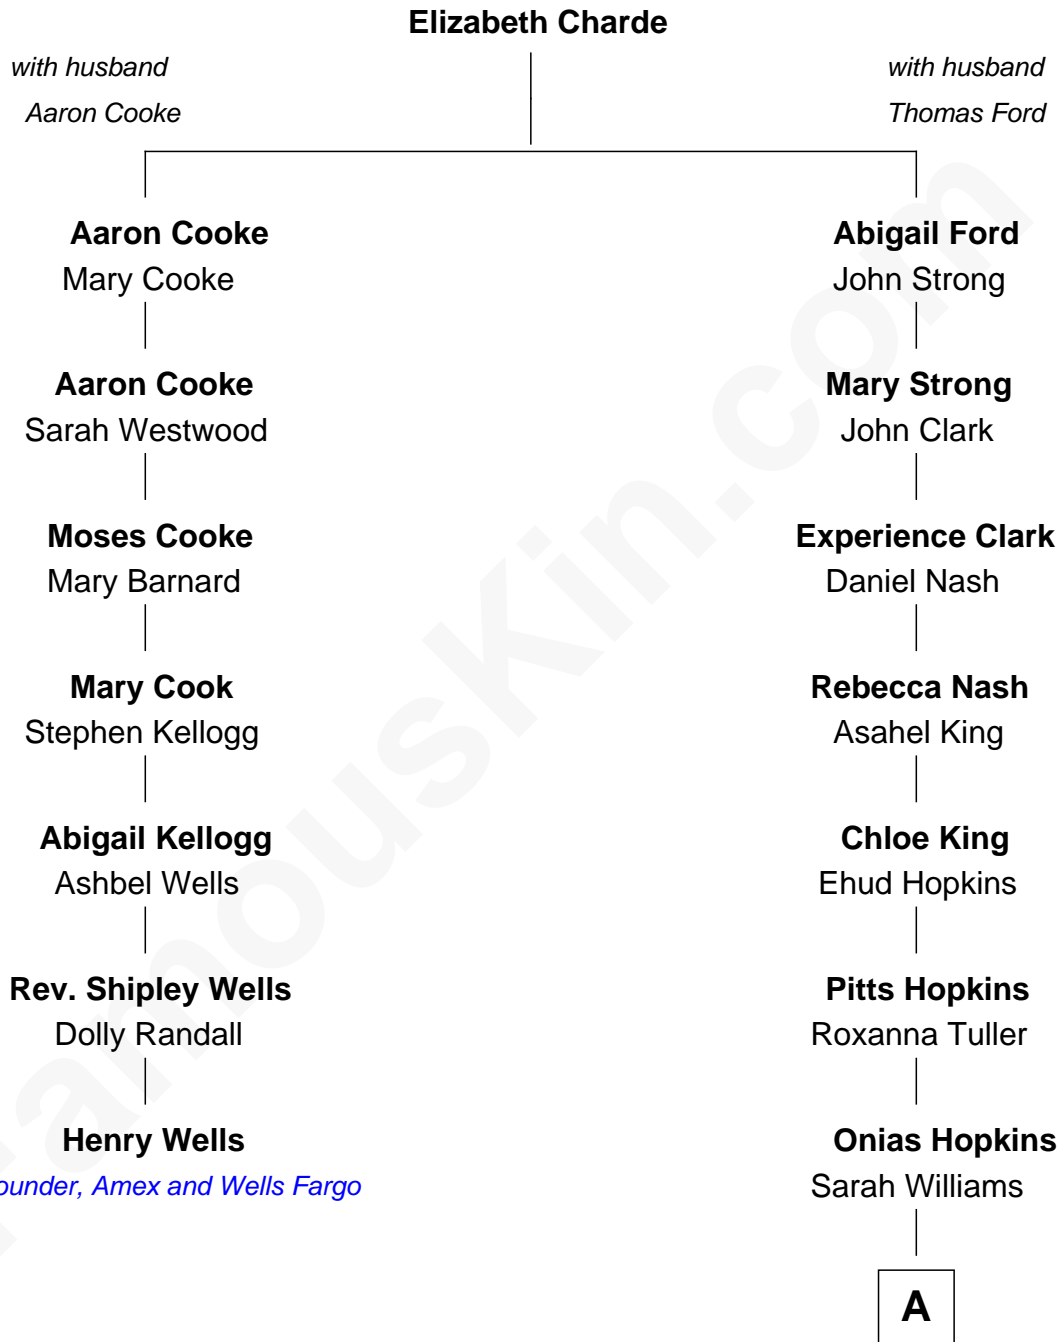 Elizabeth Charde
with husband
Aaron Cooke
with husband
Thomas Ford
Aaron Cooke
Mary Cooke
Abigail Ford
John Strong
Aaron Cooke
Sarah Westwood
Mary Strong
John Clark
Moses Cooke
Mary Barnard
Experience Clark
Daniel Nash
Mary Cook
Stephen Kellogg
Rebecca Nash
Asahel King
Abigail Kellogg
Ashbel Wells
Chloe King
Ehud Hopkins
Rev. Shipley Wells
Dolly Randall
Pitts Hopkins
Roxanna Tuller
Henry Wells
ounder, Amex and Wells Fargo
Onias Hopkins
Sarah Williams
A
FamousKin.com